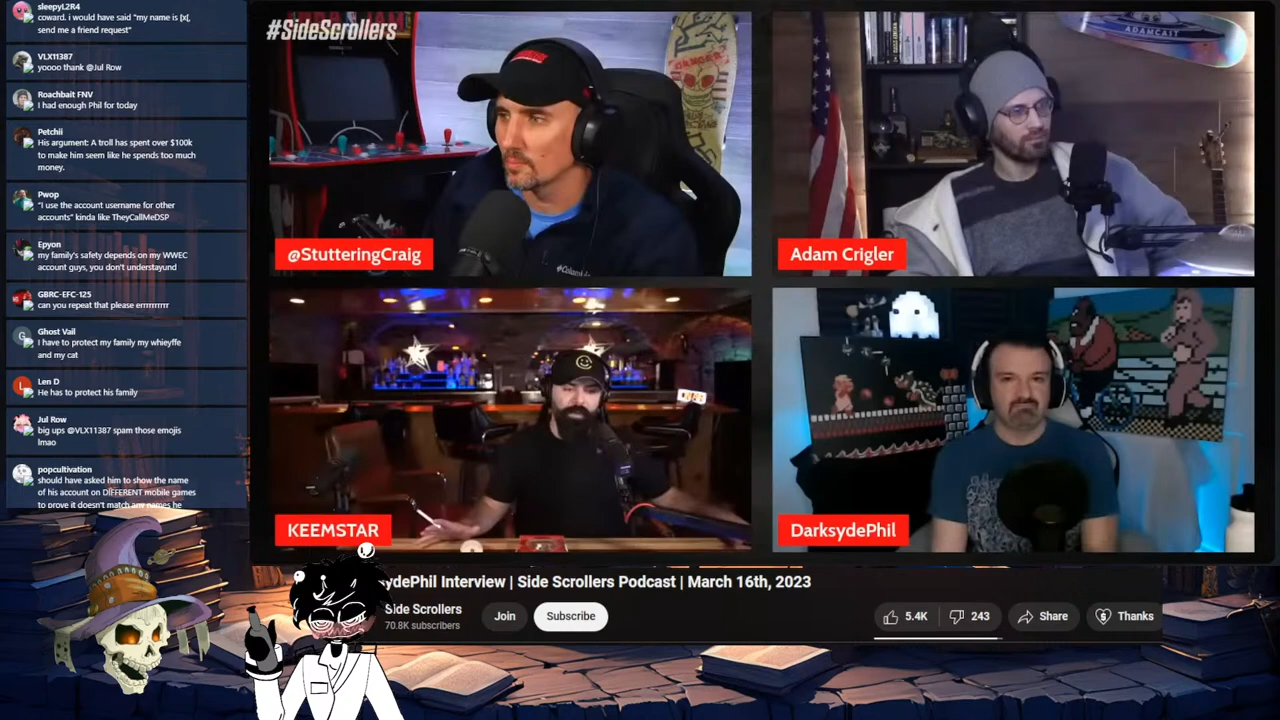 sleepyL2R4
coward. i would have said "my name is [x[,
send me a friend request"
VLX11387
yoooo thank @Jul Row
Roachbait FNV
I had enough Phil for today
Petchii
His argument: A troll has spent over $100k
to make him seem like he spends too much
money.
Pwop
"I use the account username for other
accounts" kinda like TheyCallMeDSP
Epyon
my family's safety depends on my WWEC
account guys, you don't understayund
GBRC-EFC-125
can you repeat that please errrrrrrrr
G
Ghost Vail
I have to protect my family my whieyffe
and my cat
L
Len D
He has to protect his family
Jul Row
big ups @VLX11387 spam those emojis
lmao
popcultivation
should have asked him to show the name
of his account on DIFFERENT mobile games
to prove it doesn't match any names he
#SideScrollers
DANGER
@StutteringCraig
Columbia
ADAMCAIT
Adam Crigler
KEEMSTAR
DarksydePhil
sydePhil Interview | Side Scrollers Podcast | March 16th, 2023
Side Scrollers
70.8K subscribers
Join
Subscribe
5.4K
243
Share
Thanks